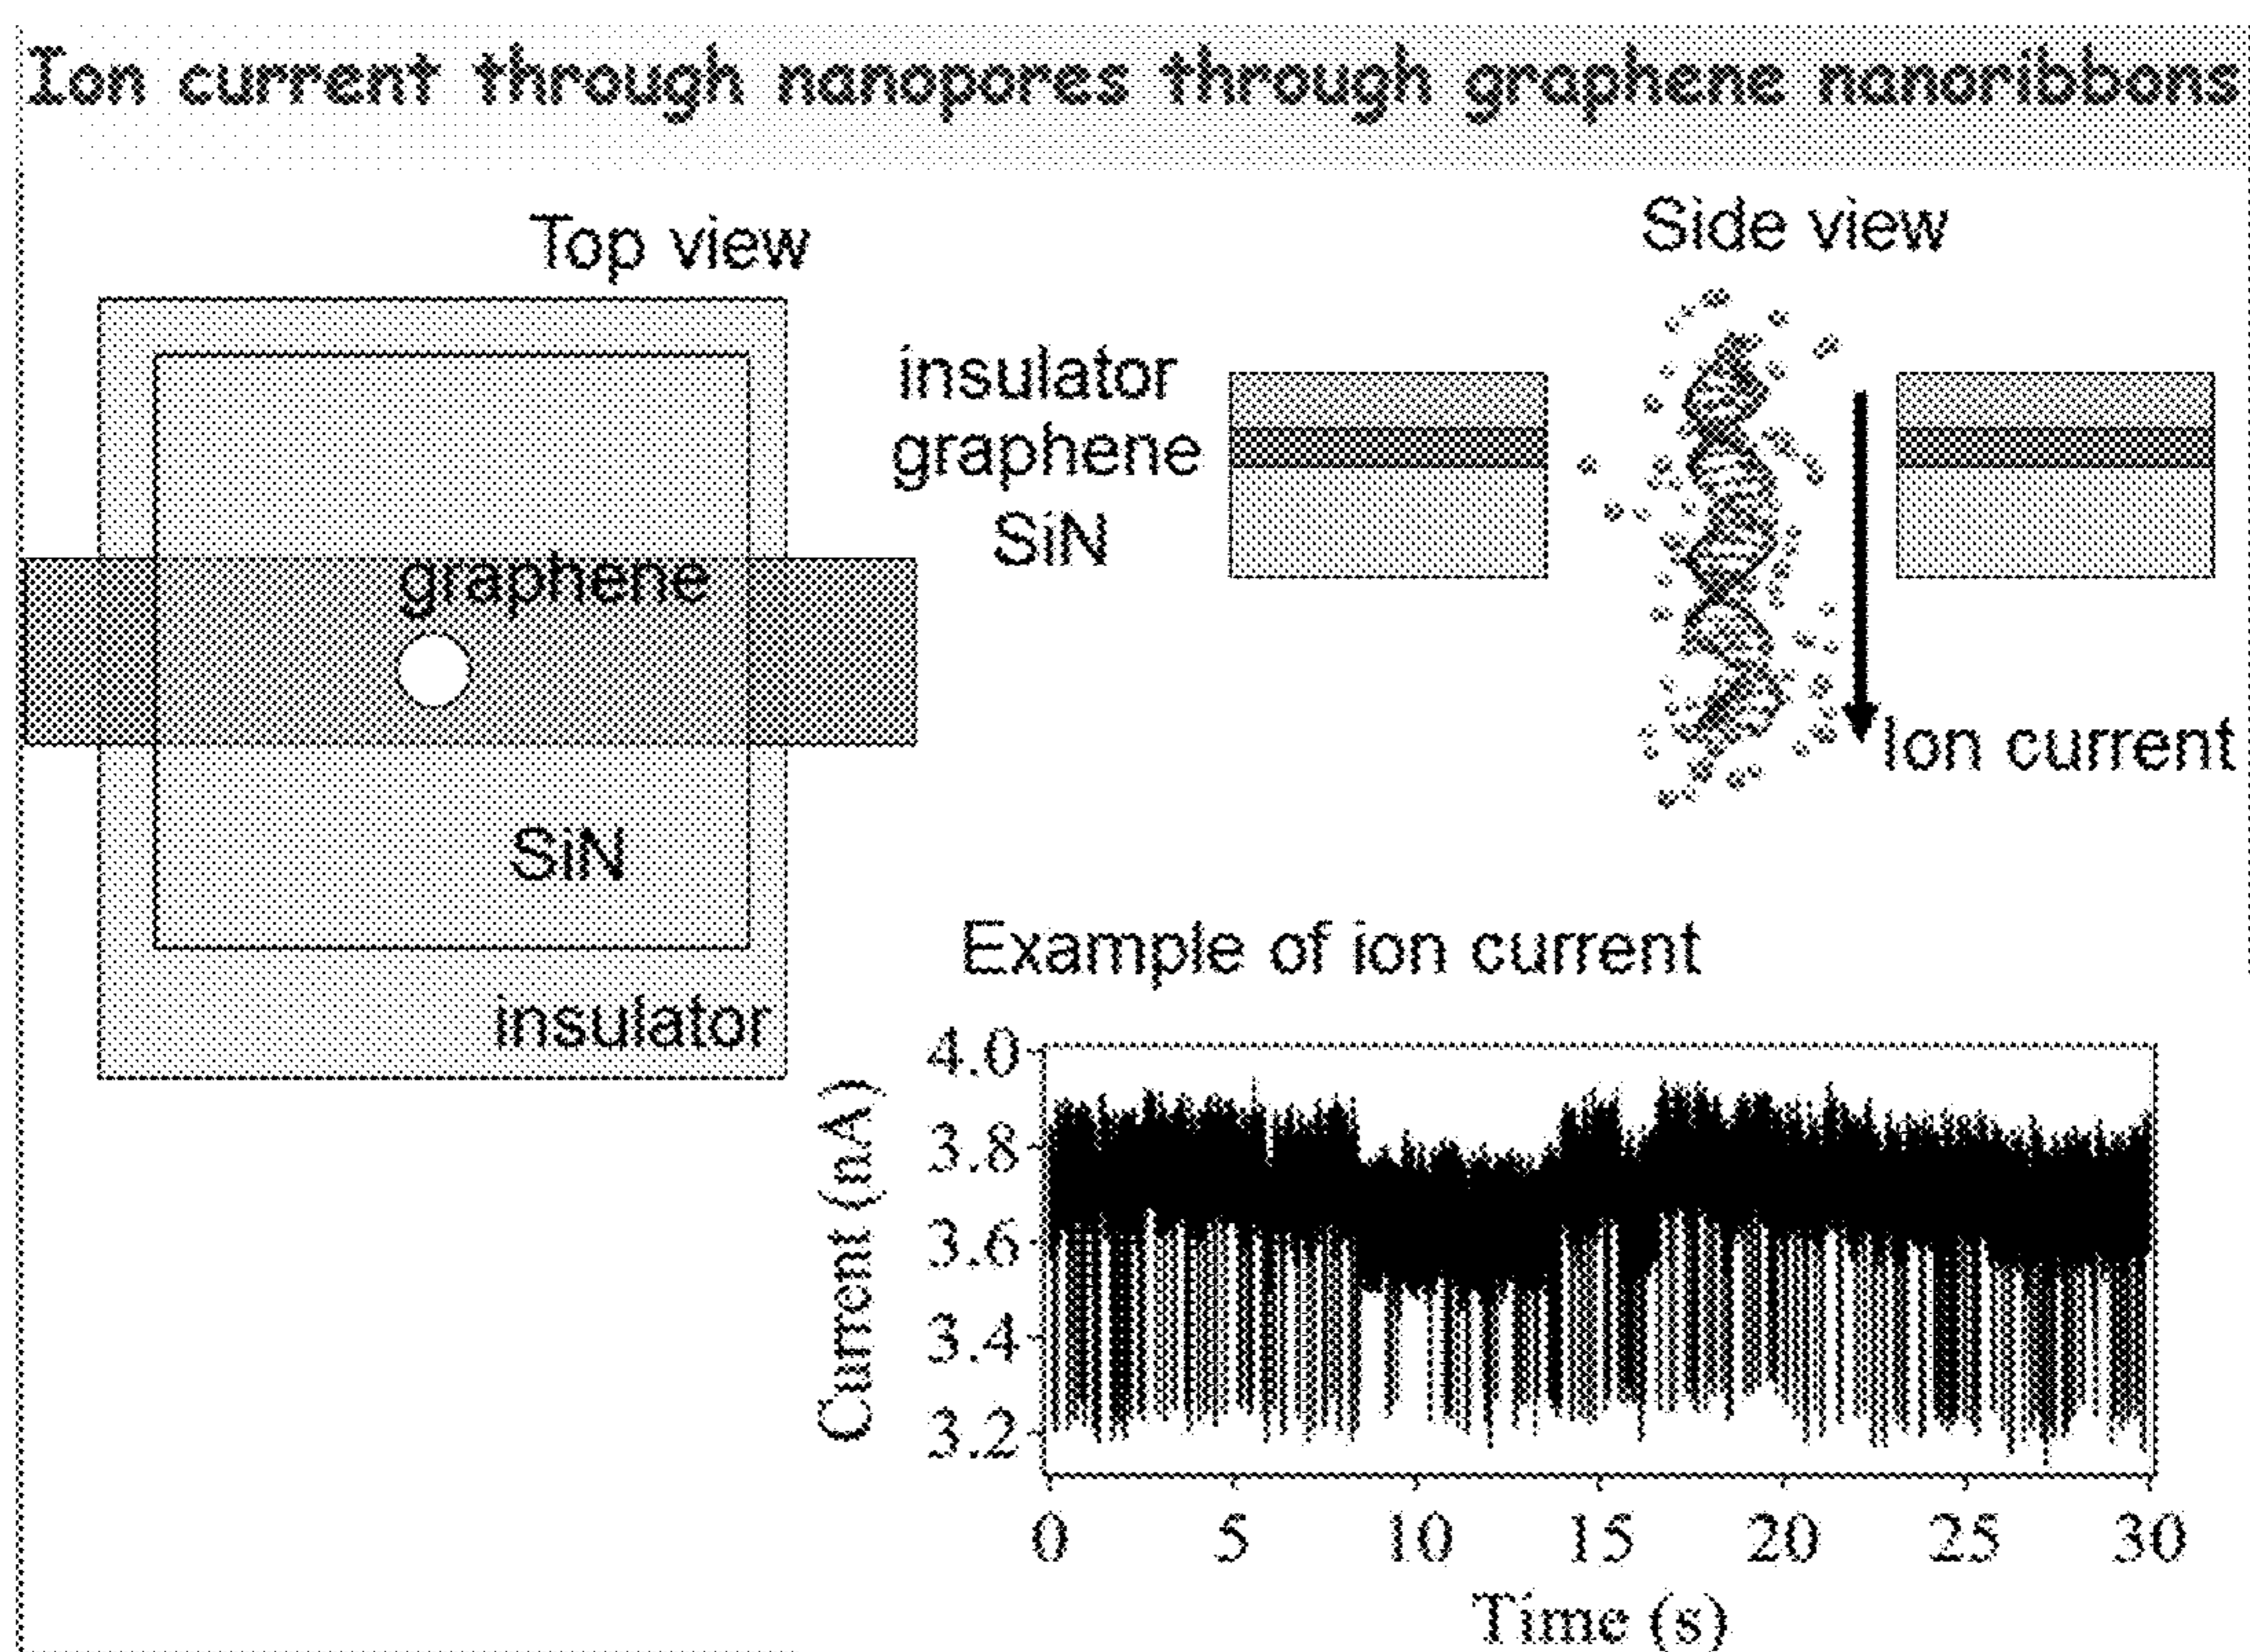 Ion current through nanopores through graphene nanoribbons
Top view
graphene
SiN
insulator
Side view
insulator
graphene
SiN
Ion current
Example of ion current
Current (nA)
4.0
3.8
3.6
3.4
3.2
0 5 10 15 20 25 30
Time (s)